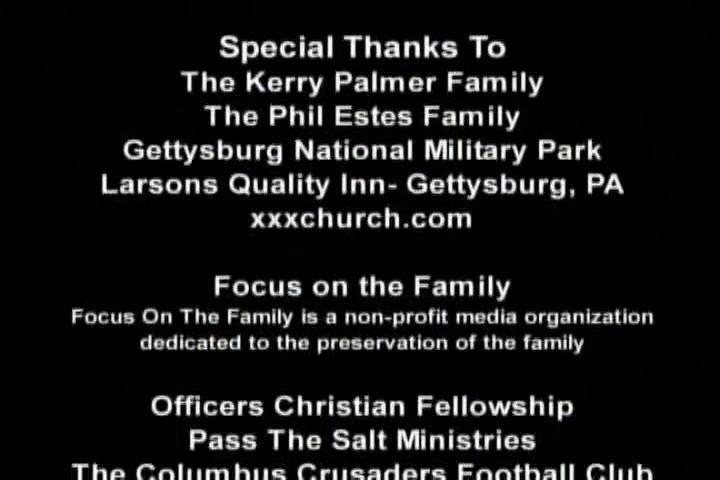 Special Thanks To
The Kerry Palmer Family
The Phil Estes Family
Gettysburg National Military Park
Larsons Quality Inn- Gettysburg, PA
xxxchurch.com
Focus on the Family
Focus On The Family is a non-profit media organization
dedicated to the preservation of the family
Officers Christian Fellowship
Pass The Salt Ministries
The Columbus Crusaders Football Club